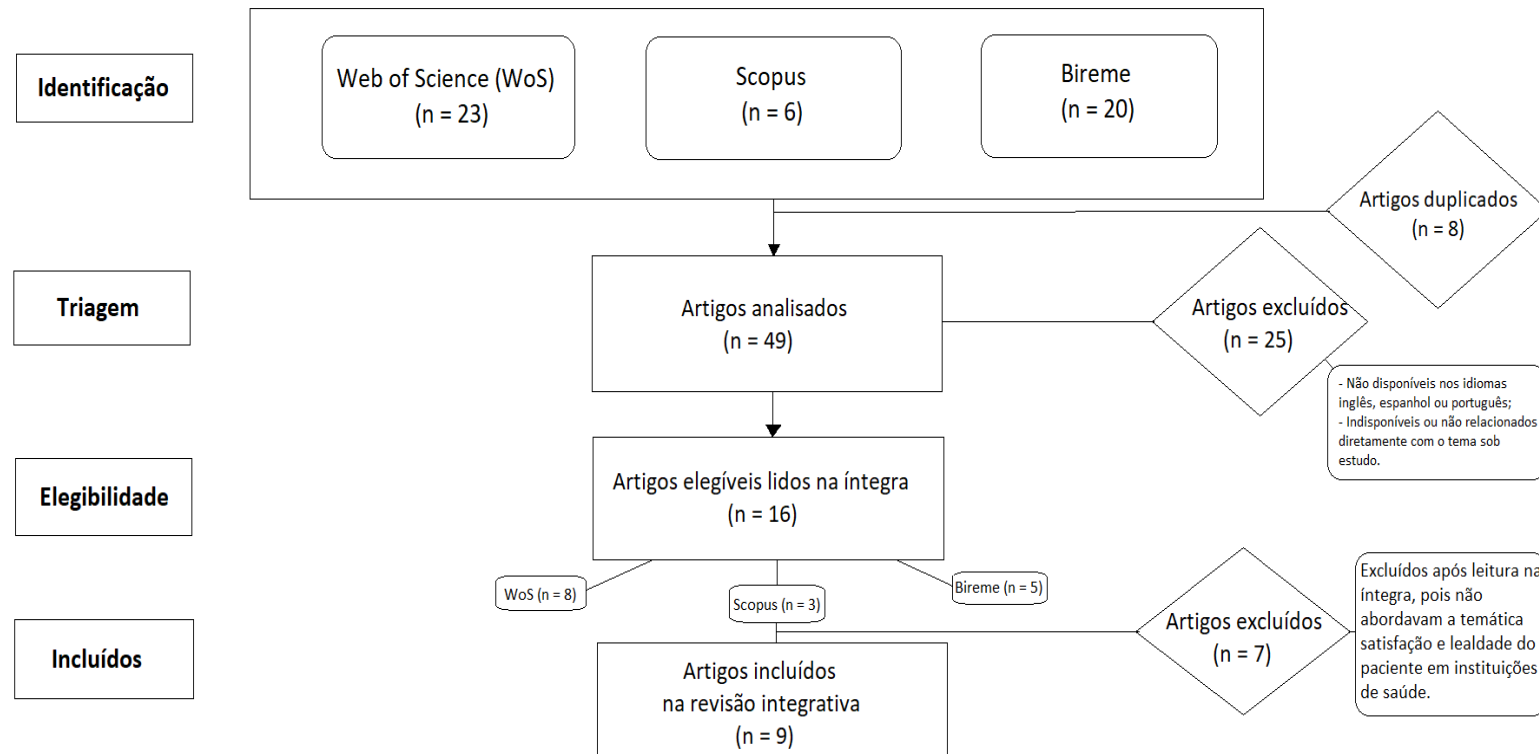 Identificação
Web of Science (WoS)
(n = 23)
Scopus
(n = 6)
Bireme
(n = 20)
Artigos duplicados
(n = 8)
Triagem
Artigos analisados
(n = 49)
Artigos excluídos
(n = 25)
- Não disponíveis nos idiomas
inglês, espanhol ou português;
- Indisponíveis ou não relacionados
diretamente com o tema sob
estudo.
Elegibilidade
Artigos elegíveis lidos na íntegra
(n = 16)
WoS (n = 8)
Scopus (n = 3)
Bireme (n = 5)
Incluídos
Artigos excluídos
(n = 7)
Excluídos após leitura na
íntegra, pois não
abordavam a temática
satisfação e lealdade do
paciente em instituições
de saúde.
Artigos incluídos
na revisão integrativa
(n = 9)